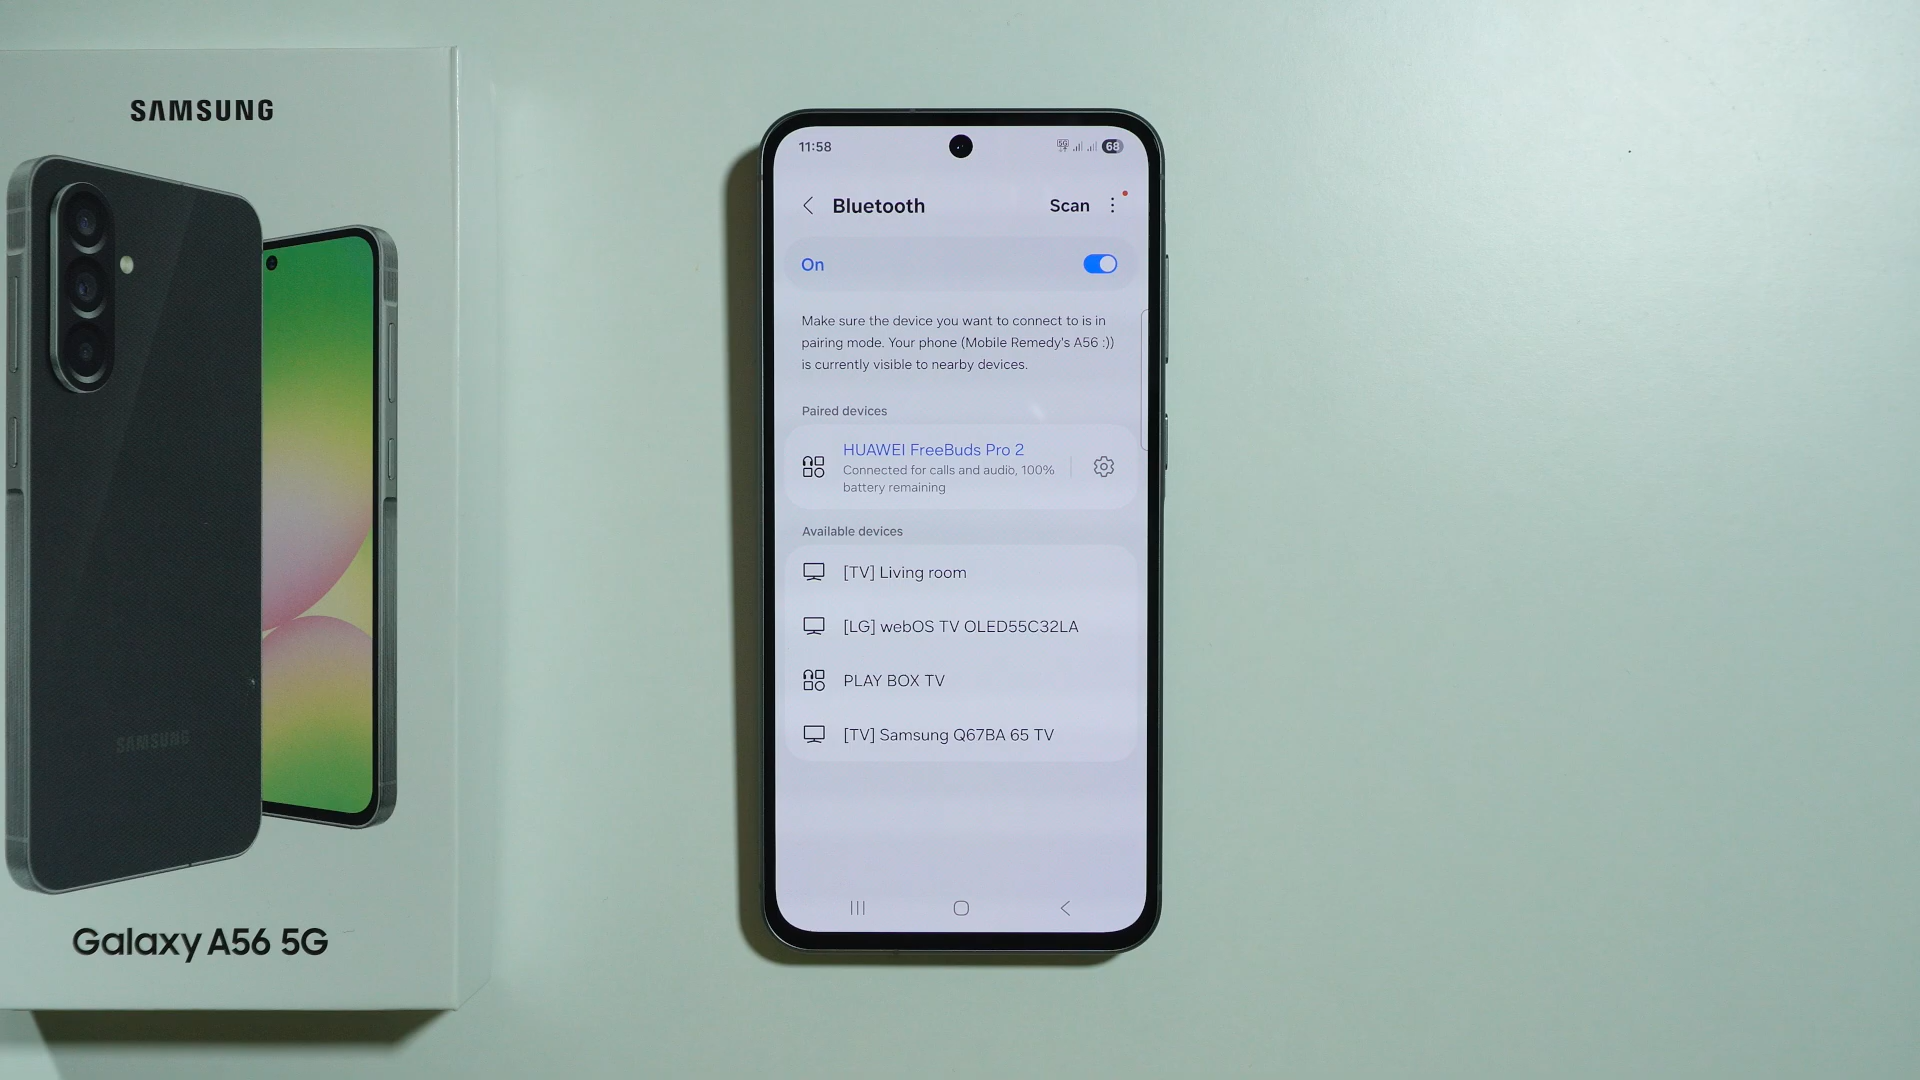 SAMSUNG
SAMSUNG
Galaxy A56 5G
11:58
5G
68
Bluetooth
Scan
On
Make sure the device you want to connect to is in
pairing mode. Your phone (Mobile Remedy's A56 :))
is currently visible to nearby devices.
Paired devices
HUAWEI FreeBuds Pro 2
Connected for calls and audio, 100%
battery remaining
Available devices
[TV] Living room
[LG] webOS TV OLED55C32LA
PLAY BOX TV
[TV] Samsung Q67BA 65 TV